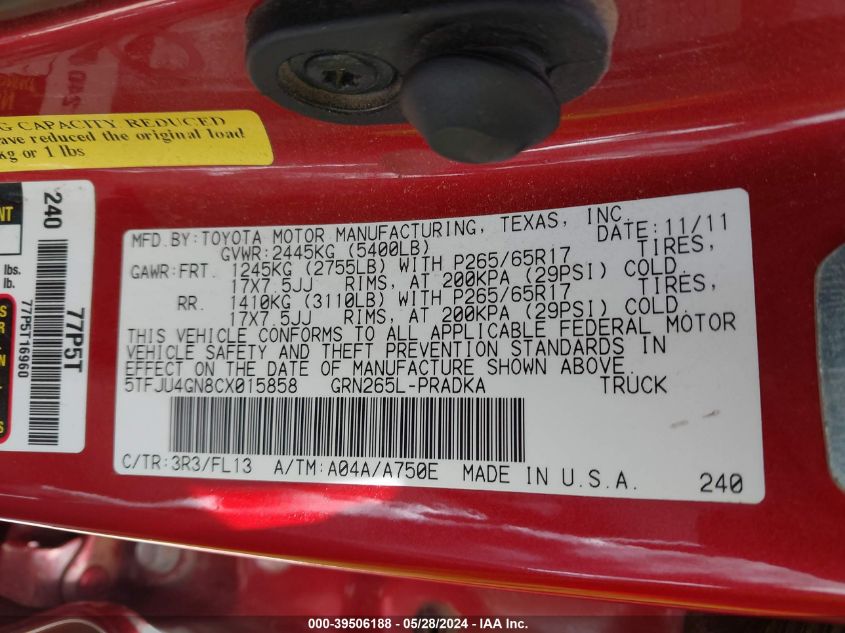 G CAPACITY REDUCED
ave reduced the original load
kg or 1 lbs
NT
240
lbs.
lb.
77P5T16960
77P5T
MFD.BY:TOYOTA MOTOR MANUFACTURING, TEXAS, INC.
GVWR:2445KG (5400LB) DATE:11/11
GAWR:FRT. 1245KG (2755LB) WITH P265/65R17 TIRES,
17X7.5JJ RIMS, AT 200KPA (29PSI) COLD.
RR. 1410KG (3110LB) WITH P265/65R17 TIRES,
17X7.5JJ RIMS, AT 200KPA (29PSI) COLD.
THIS VEHICLE CONFORMS TO ALL APPLICABLE FEDERAL MOTOR
VEHICLE SAFETY AND THEFT PREVENTION STANDARDS IN
EFFECT ON THE DATE OF MANUFACTURE SHOWN ABOVE.
5TFJU4GN8CX015858 GRN265L-PRADKA TRUCK
C/TR:3R3/FL13 A/TM:A04A/A750E MADE IN U.S.A.
240
000-39506188 - 05/28/2024 - IAA Inc.